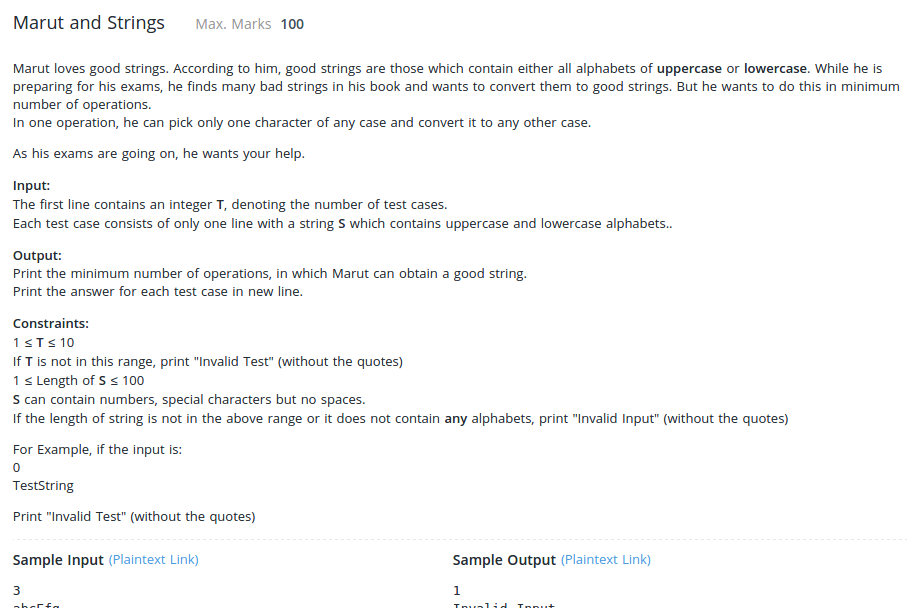 Marut and Strings Max. Marks 100
Marut loves good strings. According to him, good strings are those which contain either all alphabets of uppercase or lowercase. While he is
preparing for his exams, he finds many bad strings in his book and wants to convert them to good strings. But he wants to do this in minimum
number of operations.
In one operation, he can pick only one character of any case and convert it to any other case.
As his exams are going on, he wants your help.
Input:
The first line contains an integer T, denoting the number of test cases.
Each test case consists of only one line with a string S which contains uppercase and lowercase alphabets..
Output:
Print the minimum number of operations, in which Marut can obtain a good string.
Print the answer for each test case in new line.
Constraints:
1 ≤ T ≤ 10
If T is not in this range, print "Invalid Test" (without the quotes)
1 ≤ Length of S ≤ 100
S can contain numbers, special characters but no spaces.
If the length of string is not in the above range or it does not contain any alphabets, print "Invalid Input" (without the quotes)
For Example, if the input is:
0
TestString
Print "Invalid Test" (without the quotes)
Sample Input (Plaintext Link) Sample Output (Plaintext Link)
3 1
abcEfg Invalid Input